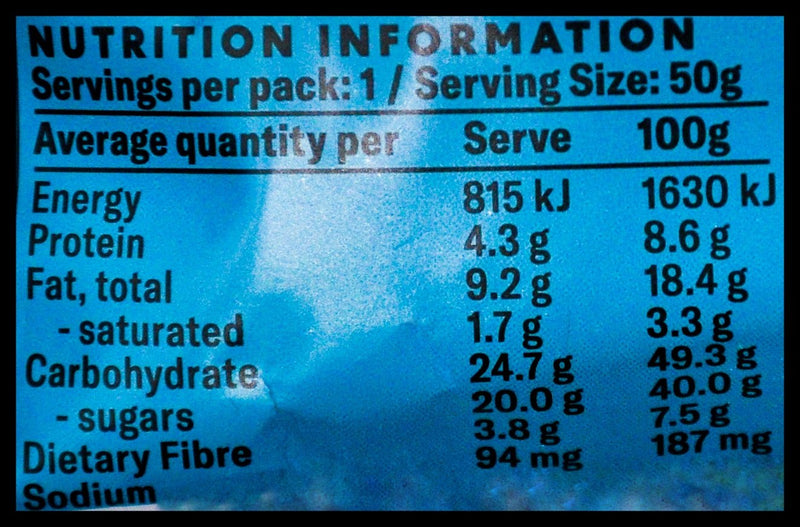 NUTRITION INFORMATION
Servings per pack: 1 / Serving Size: 50g
Average quantity per Serve 100g
Energy 815 kJ 1630 kJ
Protein 4.3 g 8.6 g
Fat, total 9.2 g 18.4 g
- saturated 1.7 g 3.3 g
Carbohydrate 24.7 g 49.3 g
- sugars 20.0 g 40.0 g
Dietary Fibre 3.8 g 7.5 g
Sodium 94 mg 187 mg